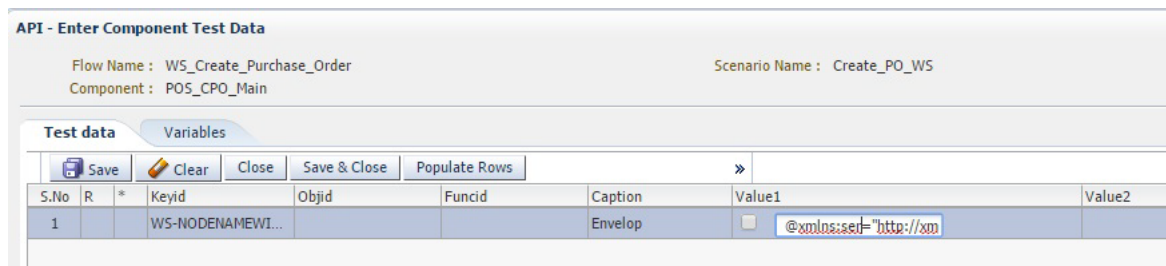 API - Enter Component Test Data
Flow Name : WS_Create_Purchase_Order Scenario Name : Create_PO_WS
Component : POS_CPO_Main
Test data Variables
Save Clear Close Save & Close Populate Rows »
S.No R * Keyid Objid Funcid Caption Value1 Value2
1 WS-NODENAMEWI... Envelop @xmlns:ser="http://xm